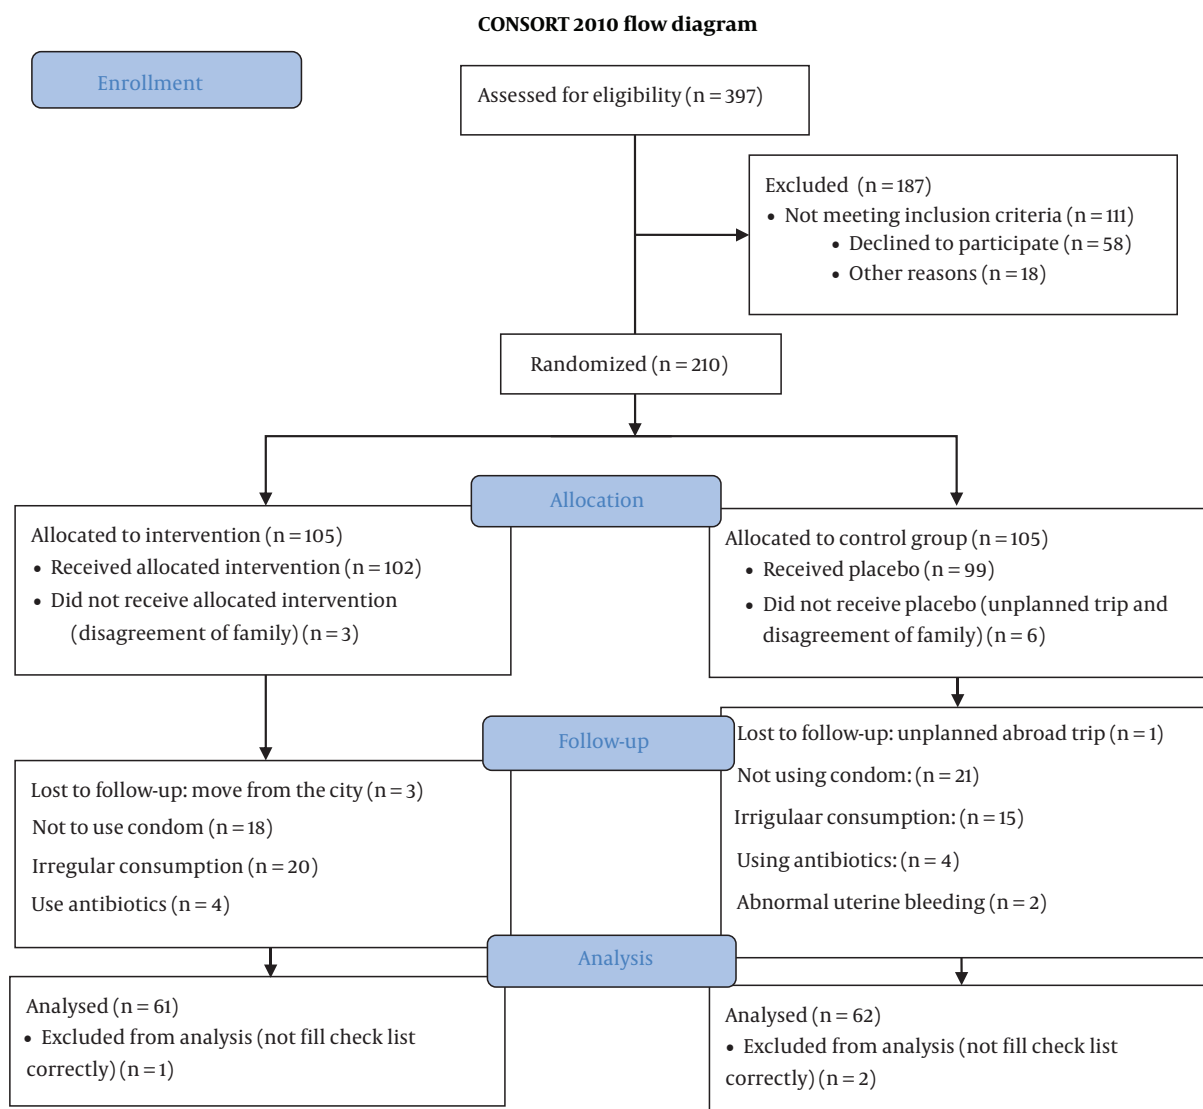 CONSORT 2010 flow diagram
Enrollment
Assessed for eligibility (n = 397)
Excluded (n = 187)
• Not meeting inclusion criteria (n = 111)
• Declined to participate (n = 58)
• Other reasons (n = 18)
Randomized (n = 210)
Allocation
Allocated to intervention (n = 105)
• Received allocated intervention (n = 102)
• Did not receive allocated intervention
(disagreement of family) (n = 3)
Allocated to control group (n = 105)
• Received placebo (n = 99)
• Did not receive placebo (unplanned trip and
disagreement of family) (n = 6)
Follow-up
Lost to follow-up: move from the city (n = 3)
Not to use condom (n = 18)
Irregular consumption (n = 20)
Use antibiotics (n = 4)
Lost to follow-up: unplanned abroad trip (n = 1)
Not using condom: (n = 21)
Irrigulaar consumption: (n = 15)
Using antibiotics: (n = 4)
Abnormal uterine bleeding (n = 2)
Analysis
Analysed (n = 61)
• Excluded from analysis (not fill check list
correctly) (n = 1)
Analysed (n = 62)
• Excluded from analysis (not fill check list
correctly) (n = 2)